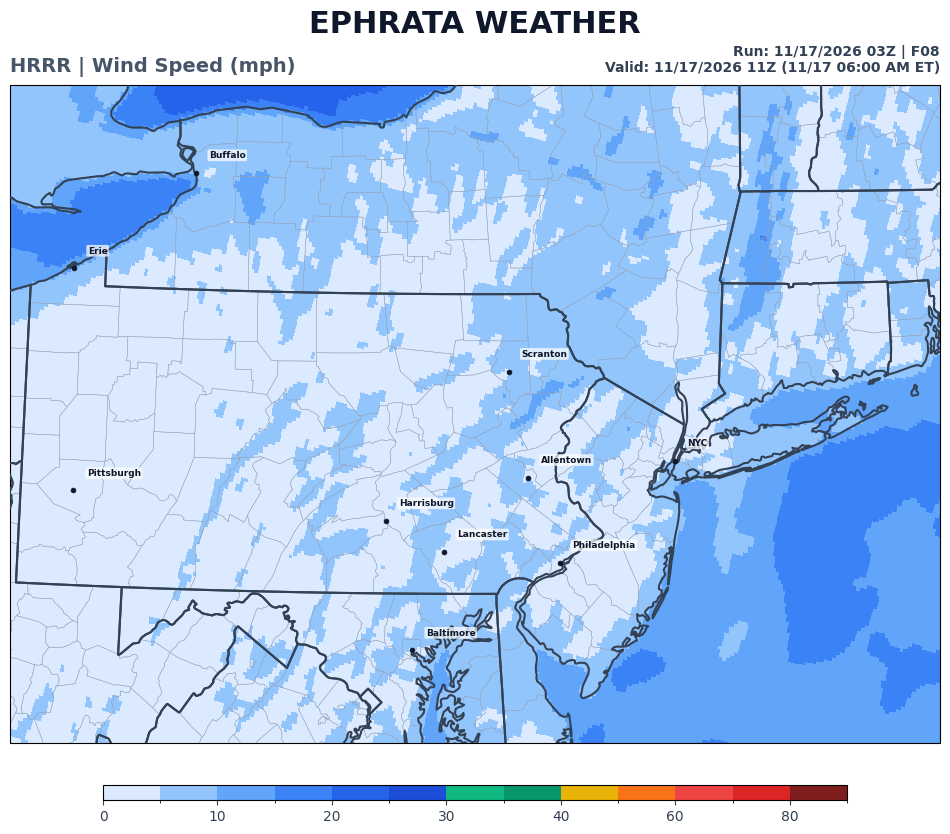 EPHRATA WEATHER
HRRR | Wind Speed (mph)
Run: 11/17/2026 03Z | F08
Valid: 11/17/2026 11Z (11/17 06:00 AM ET)
Buffalo
Erie
Scranton
NYC
Allentown
Pittsburgh
Harrisburg
Lancaster
Philadelphia
Baltimore
0 10 20 30 40 60 80